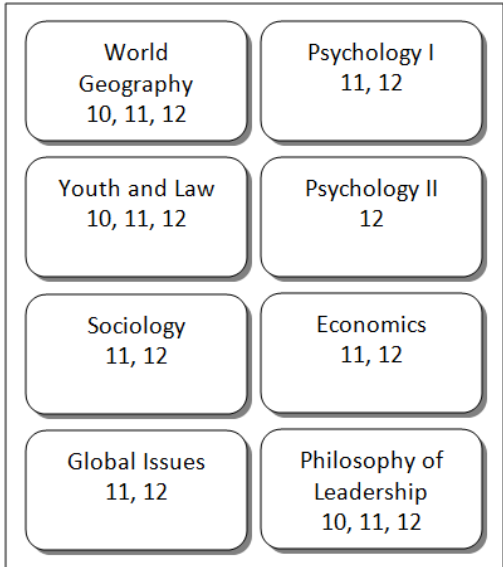 World
Geography
10, 11, 12
Psychology I
11, 12
Youth and Law
10, 11, 12
Psychology II
12
Sociology
11, 12
Economics
11, 12
Global Issues
11, 12
Philosophy of
Leadership
10, 11, 12